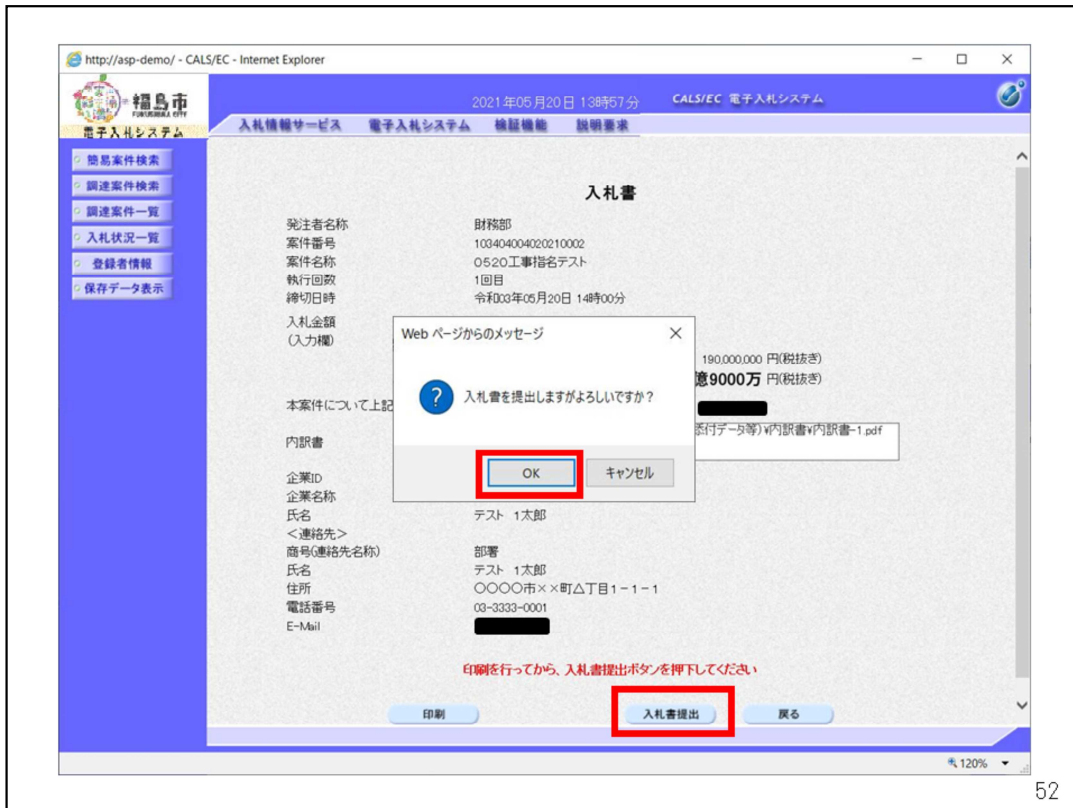 http://asp-demo/ - CALS/EC - Internet Explorer
福島市
FUKUSHIMA CITY
電子入札システム
2021年05月20日 13時57分
CALS/EC 電子入札システム
入札情報サービス 電子入札システム 検証機能 説明要求
簡易案件検索
調達案件検索
調達案件一覧
入札状況一覧
登録者情報
保存データ表示
入札書
発注者名称 財務部
案件番号 103404004020210002
案件名称 0520工事指名テスト
執行回数 1回目
締切日時 令和03年05月20日 14時00分
入札金額
(入力欄)
190,000,000 円(税抜き)
億9000万 円(税抜き)
本案件について上記
内訳書 添付データ等)¥内訳書¥内訳書-1.pdf
企業ID
企業名称
氏名 テスト 1太郎
<連絡先>
商号(連絡先名称) 部署
氏名 テスト 1太郎
住所 〇〇〇〇市××町△丁目1-1-1
電話番号 03-3333-0001
E-Mail
Web ページからのメッセージ
入札書を提出しますがよろしいですか?
OK キャンセル
印刷を行ってから、入札書提出ボタンを押下してください
印刷 入札書提出 戻る
120%
52